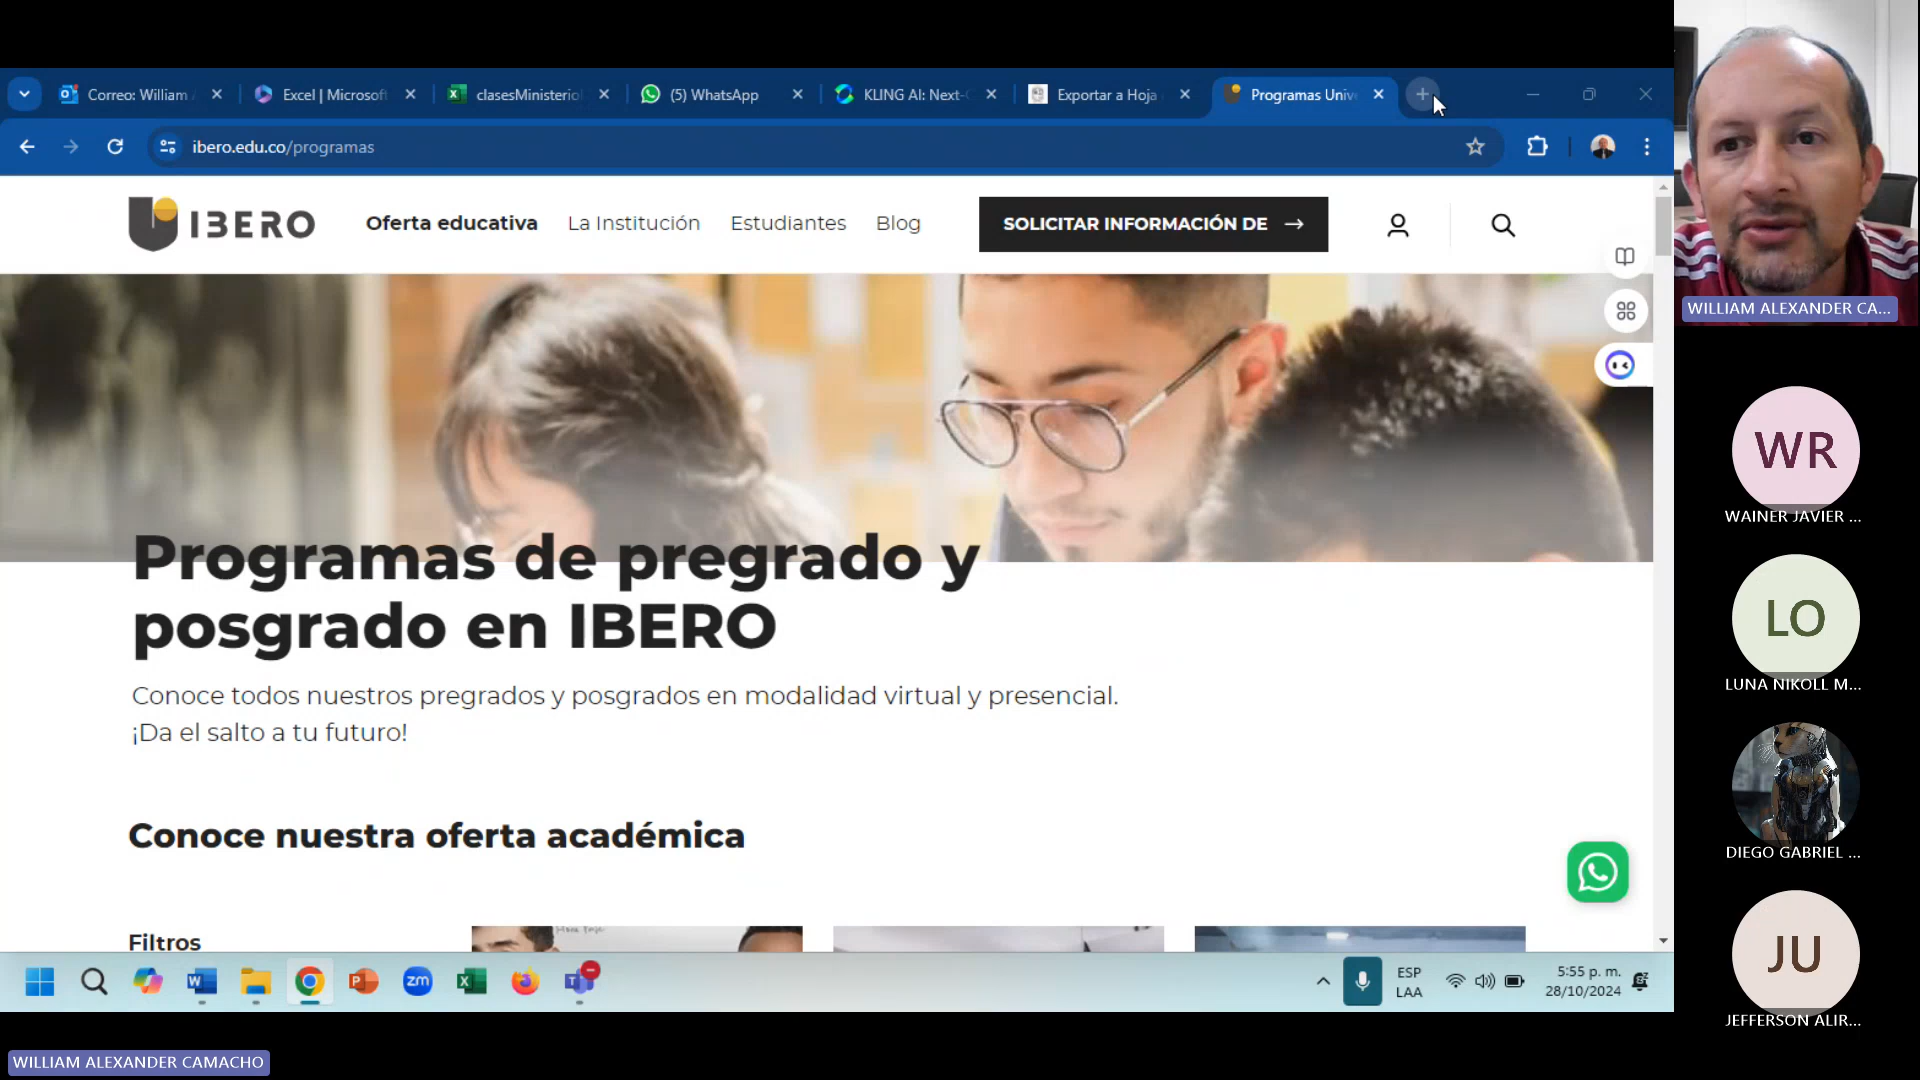 Correo: William
Excel | Microsoft
clasesMinisterio
(5) WhatsApp
KLING AI: Next-
Exportar a Hoja
Programas Univ
ibero.edu.co/programas
IBERO
Oferta educativa
La Institución
Estudiantes
Blog
SOLICITAR INFORMACIÓN DE →
Programas de pregrado y
posgrado en IBERO
Conoce todos nuestros pregrados y posgrados en modalidad virtual y presencial.
¡Da el salto a tu futuro!
Conoce nuestra oferta académica
Filtros
zm
ESP
LAA
5:55 p. m.
28/10/2024
WILLIAM ALEXANDER CAMACHO
WILLIAM ALEXANDER CA...
WR
WAINER JAVIER ...
LO
LUNA NIKOLL M...
DIEGO GABRIEL ...
JU
JEFFERSON ALIR...